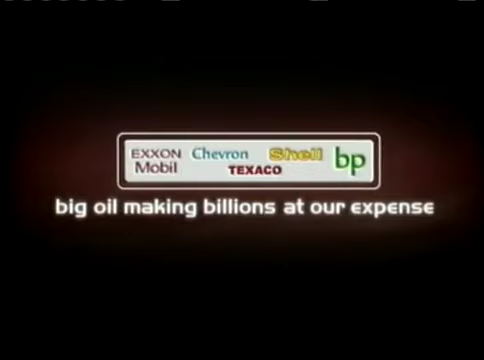 EXXON Chevron Shell bp
Mobil TEXACO
big oil making billions at our expense